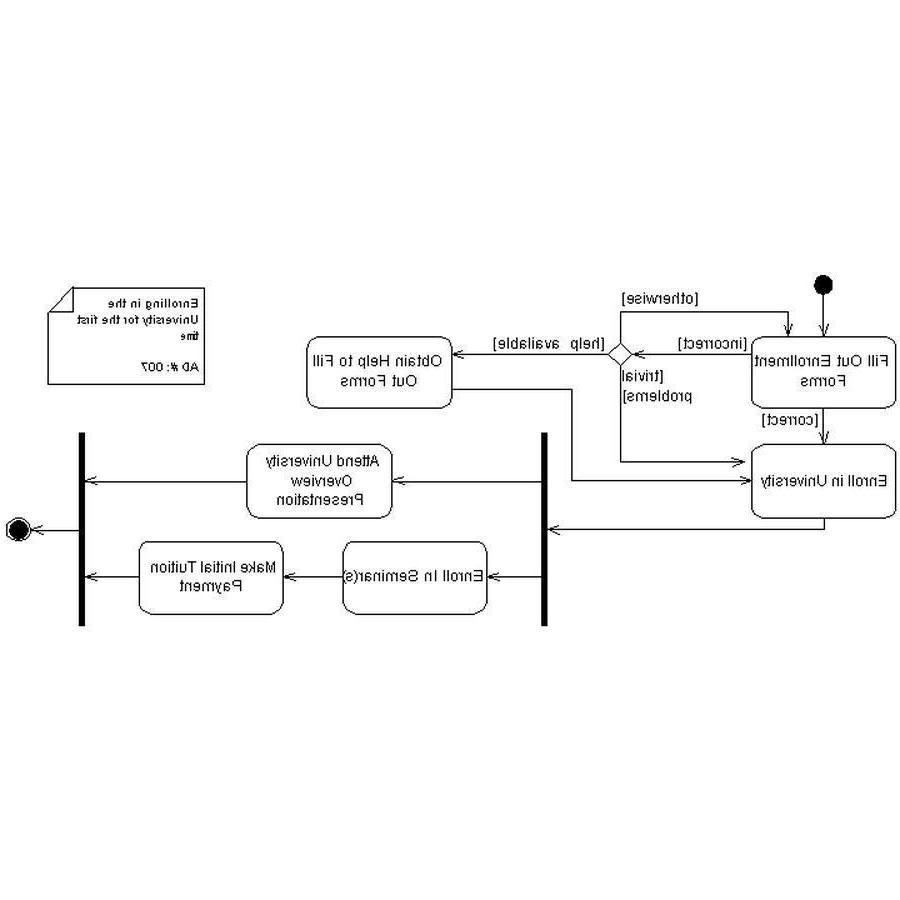 Enrolling in the
University for the first
time
AD #: 007
[otherwise]
[incorrect]
[help available]
[trivial
problems]
Fill Out Enrollment
Forms
Obtain Help to Fill
Out Forms
[correct]
Enroll in University
Attend University
Overview
Presentation
Enroll In Seminar(s)
Make Initial Tuition
Payment